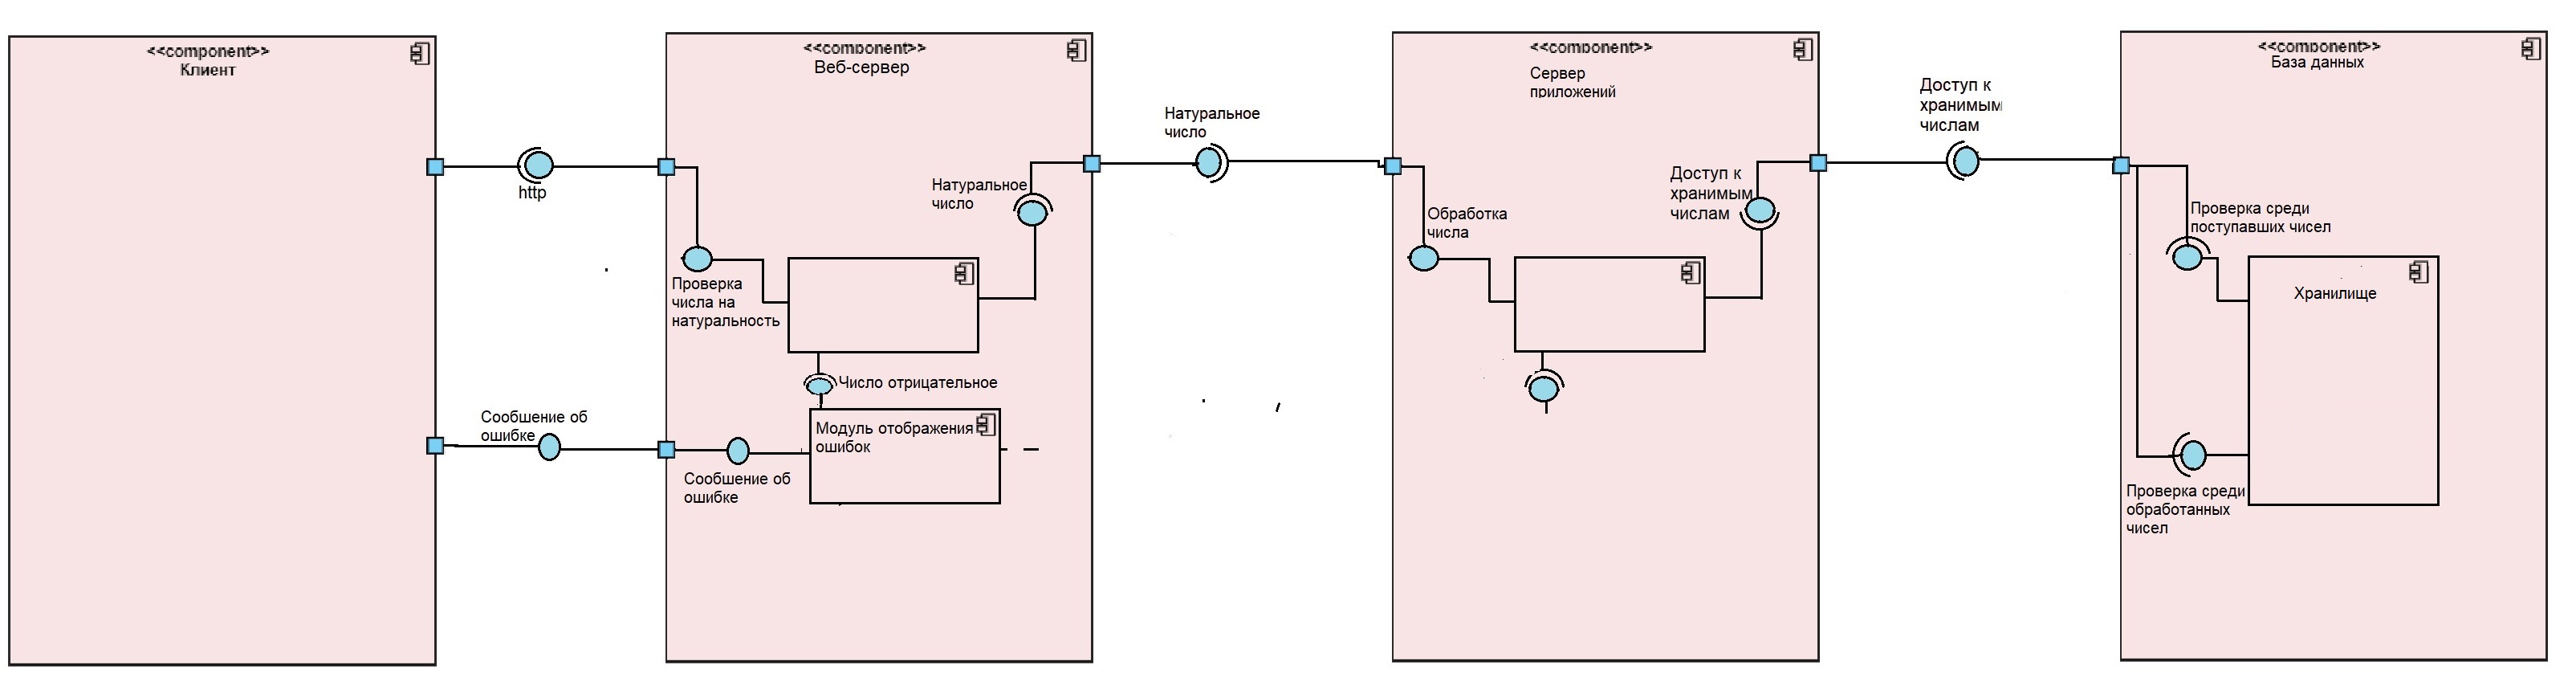 <<component>>
Клиент
http
Сообшение об
ошибке
<<component>>
Веб-сервер
Натуральное
число
Проверка
числа на
натуральность
Число отрицательное
Модуль отображения
ошибок
Сообшение об
ошибке
Натуральное
число
<<component>>
Сервер
приложений
Доступ к
хранимым
числам
Обработка
числа
Доступ к
хранимым
числам
<<component>>
База данных
Проверка среди
поступавших чисел
Хранилище
Проверка среди
обработанных
чисел